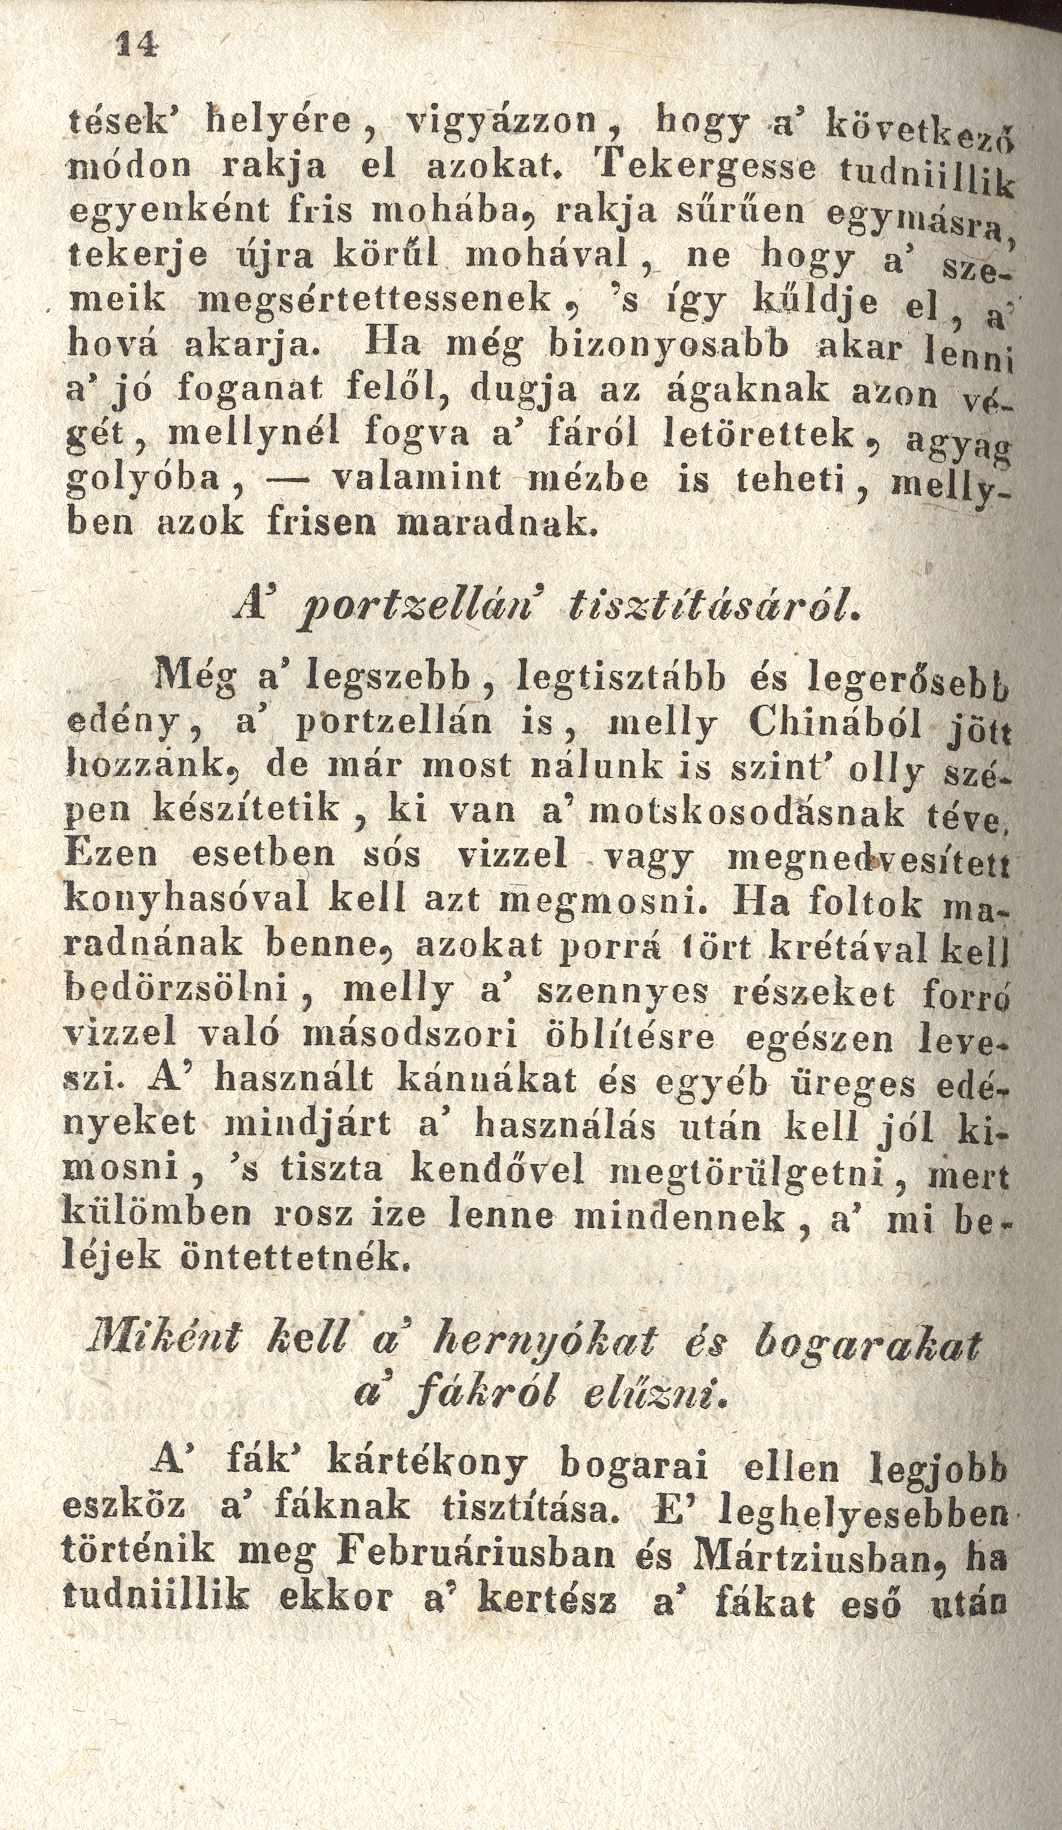 14
tések’ helyére, vigyázzon, hogy a’ következő
módon rakja el azokat. Tekergesse tudniillik
egyenként fris mohába, rakja sűrűen egymásra,
tekerje újra körűl mohával, ne hogy a’ sze-
meik megsértettessenek, ’s így kűldje el, a’
hová akarja. Ha még bizonyosabb akar lenni
a’ jó foganat felől, dugja az ágaknak azon vé-
gét, mellynél fogva a’ fáról letörettek, agyag
golyóba, — valamint mézbe is teheti, melly-
ben azok frisen maradnak.
A’ portzellán’ tisztításáról.
Még a’ legszebb, legtisztább és legerősebb
edény, a’ portzellán is, melly Chinából jött
hozzánk, de már most nálunk is szint’ olly szé-
pen készítetik, ki van a’ motskosodásnak téve.
Ezen esetben sós vizzel vagy megnedvesített
konyhasóval kell azt megmosni. Ha foltok ma-
radnának benne, azokat porrá tört krétával kell
bedörzsölni, melly a’ szennyes részeket forró
vizzel való másodszori öblítésre egészen leve-
szi. A’ használt kánnákat és egyéb üreges edé-
nyeket mindjárt a’ használás után kell jól ki-
mosni, ’s tiszta kendővel megtörülgetni, mert
külömben rosz ize lenne mindennek, a’ mi be-
léjek öntettetnék.
Miként kell a’ hernyókat és bogarakat
a’ fákról elűzni.
A’ fák’ kártékony bogarai ellen legjobb
eszköz a’ fáknak tisztítása. E’ leghelyesebben
történik meg Februáriusban és Mártziusban, ha
tudniillik ekkor a’ kertész a’ fákat eső után